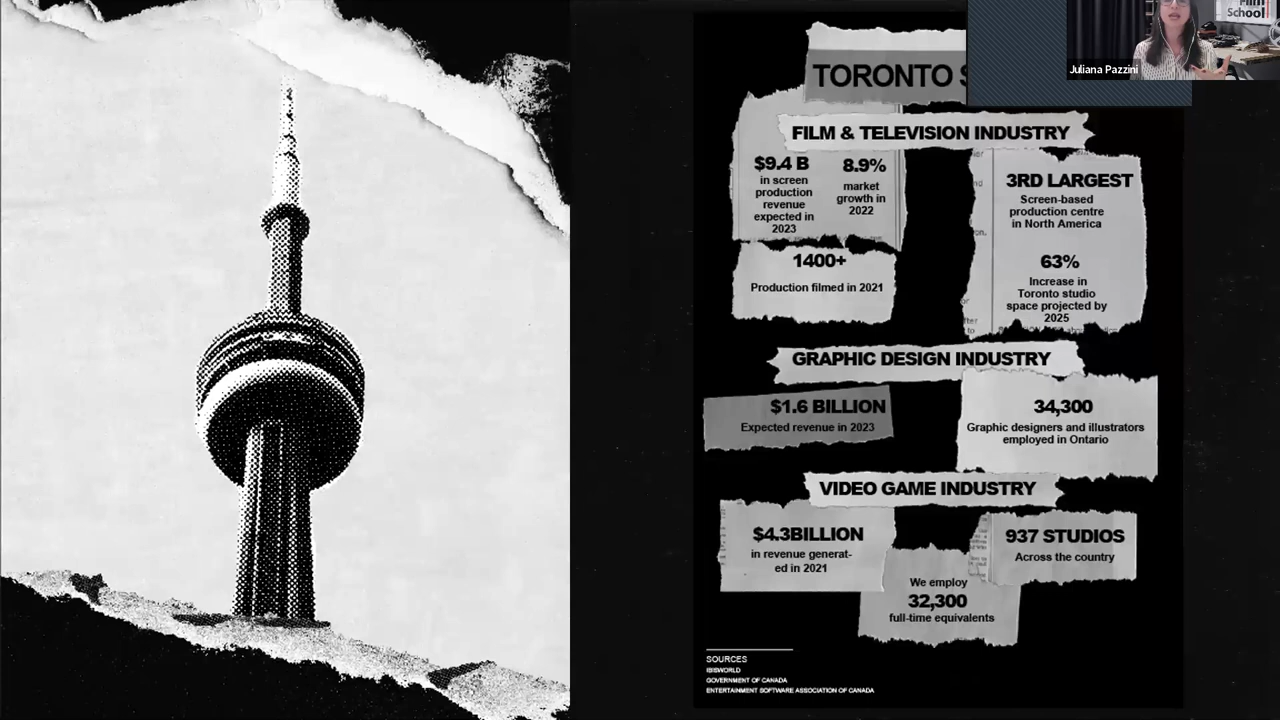 School
Juliana Pazzini
TORONTO
FILM & TELEVISION INDUSTRY
$9.4 B
in screen
production
revenue
expected in
2023
8.9%
market
growth in
2022
1400+
Production filmed in 2021
3RD LARGEST
Screen-based
production centre
in North America
63%
Increase in
Toronto studio
space projected by
2025
GRAPHIC DESIGN INDUSTRY
$1.6 BILLION
Expected revenue in 2023
34,300
Graphic designers and illustrators
employed in Ontario
VIDEO GAME INDUSTRY
$4.3BILLION
in revenue generat-
ed in 2021
937 STUDIOS
Across the country
We employ
32,300
full-time equivalents
SOURCES
IBISWORLD
GOVERNMENT OF CANADA
ENTERTAINMENT SOFTWARE ASSOCIATION OF CANADA